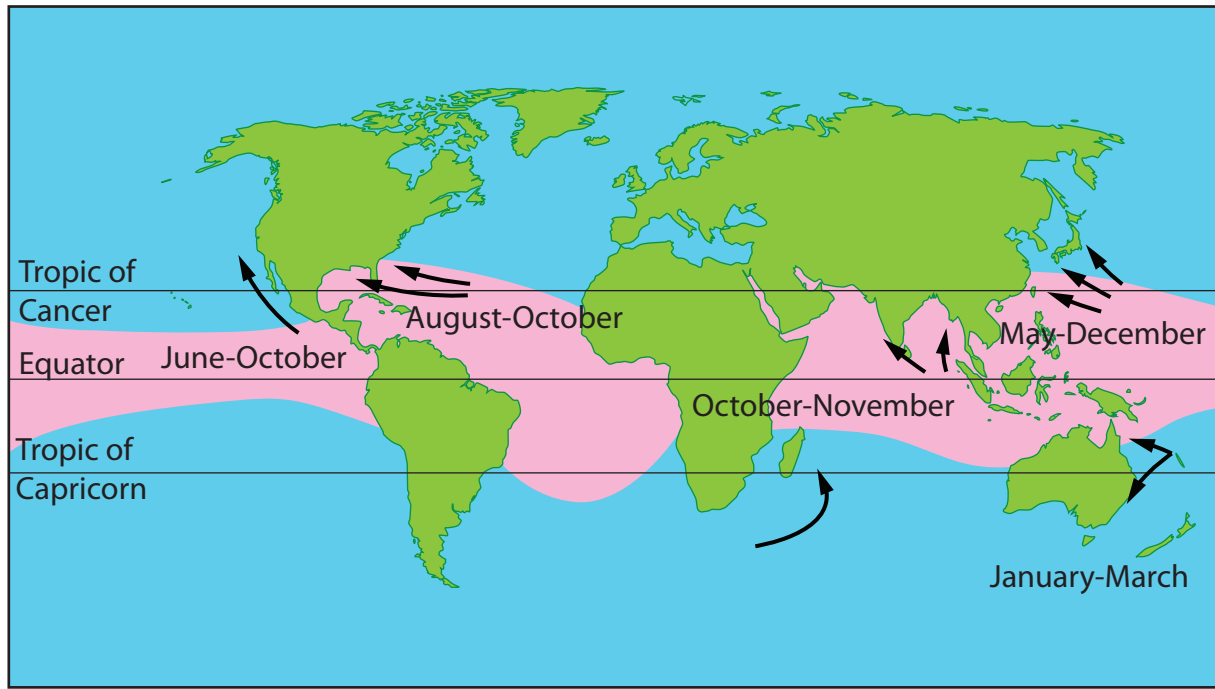 Tropic of
Cancer
August-October
May-December
June-October
Equator
October-November
Tropic of
Capricorn
January-March